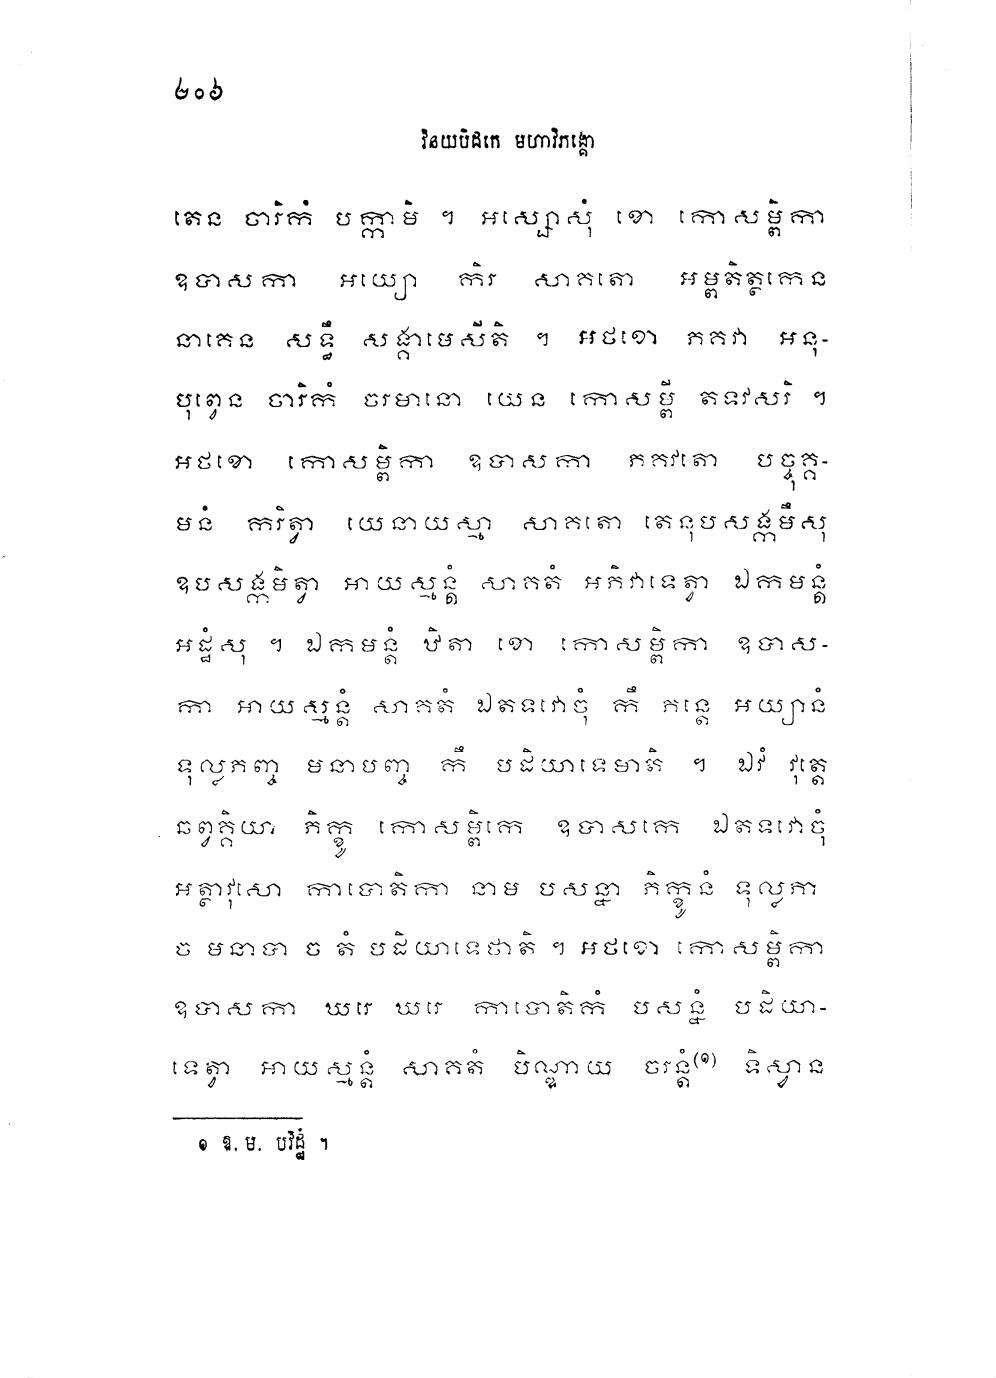 ២០៦
វិនយបិដកេ មហាវិភង្គោ
តេន ចារិកំ បក្កាមិ ។ អស្សោសុំ ខោ កោសម្ពិកា
ឧបាសកា អយ្យោ កិរ សាគតោ អម្ពតិត្ថកេន
នាគេន សទ្ធឹ សង្គាមេសីតិ ។ អថខោ ភគវា អនុ-
បុព្វេន ចារិកំ ចរមានោ យេន កោសម្ពី តទវសរិ ។
អថខោ កោសម្ពិកា ឧបាសកា ភគវតោ បច្ចុគ្គ-
មនំ ករិត្វា យេនាយស្មា សាគតោ តេនុបសង្កមឹសុ
ឧបសង្កមិត្វា អាយស្មន្តំ សាគតំ អភិវាទេត្វា ឯកមន្តំ
អដ្ឋំសុ ។ ឯកមន្តំ ឋិតា ខោ កោសម្ពិកា ឧបាស-
កា អាយស្មន្តំ សាគតំ ឯតទវោចុំ កឹ ភន្តេ អយ្យានំ
ទុល្លភញ្ច មនាបញ្ច កឹ បដិយាទេមាតិ ។ ឯវំ វុត្តេ
ឆព្វគ្គិយា ភិក្ខូ កោសម្ពិកេ ឧបាសកេ ឯតទវោចុំ
អត្ថាវុសោ កាបោតិកា នាម បសន្នា ភិក្ខូនំ ទុល្លភា
ច មនាបា ច តំ បដិយាទេថាតិ ។ អថខោ កោសម្ពិកា
ឧបាសកា ឃរេ ឃរេ កាបោតិកំ បសន្នំ បដិយា-
ទេត្វា អាយស្មន្តំ សាគតំ បិណ្ឌាយ ចរន្តំ(១) ទិស្វាន
១ ឧ. ម. បវិដ្ឋំ ។